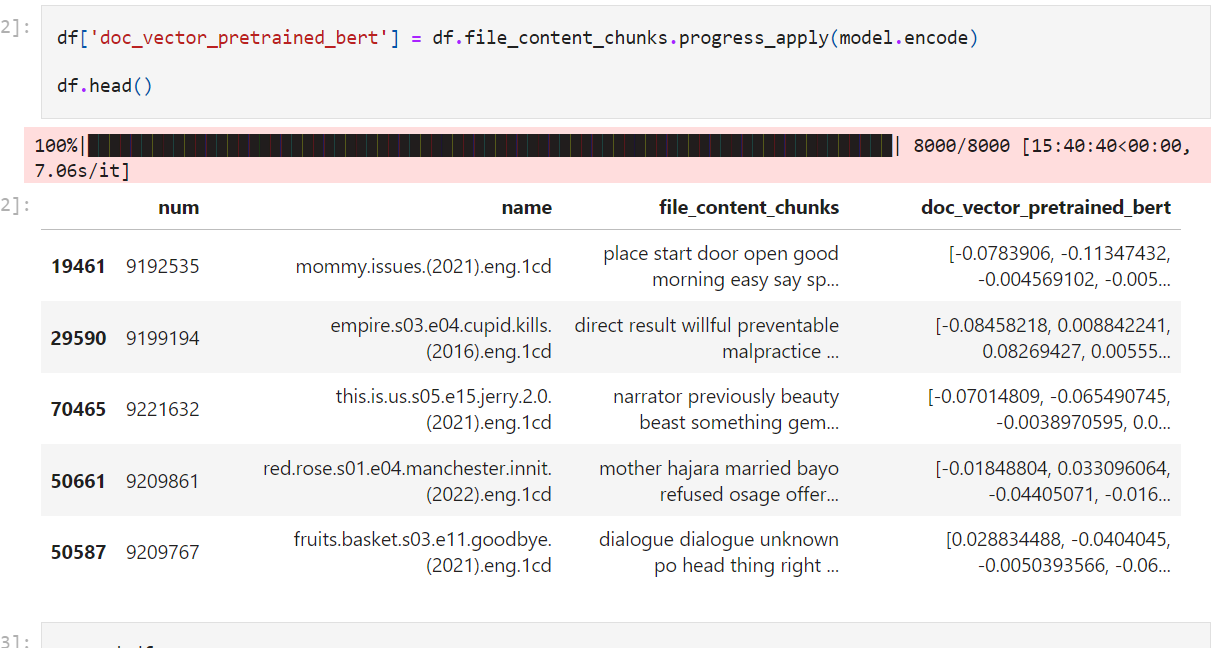 2]:
df['doc_vector_pretrained_bert'] = df.file_content_chunks.progress_apply(model.encode)
df.head()
100%| | 8000/8000 [15:40:40<00:00,
7.06s/it]
2]:
num name file_content_chunks doc_vector_pretrained_bert
19461 9192535 mommy.issues.(2021).eng.1cd place start door open good [-0.0783906, -0.11347432,
morning easy say sp... -0.004569102, -0.005...
29590 9199194 empire.s03.e04.cupid.kills. direct result willful preventable [-0.08458218, 0.008842241,
(2016).eng.1cd malpractice ... 0.08269427, 0.00555...
70465 9221632 this.is.us.s05.e15.jerry.2.0. narrator previously beauty [-0.07014809, -0.065490745,
(2021).eng.1cd beast something gem... -0.0038970595, 0.0...
50661 9209861 red.rose.s01.e04.manchester.innit. mother hajara married bayo [-0.01848804, 0.033096064,
(2022).eng.1cd refused osage offer... -0.04405071, -0.016...
50587 9209767 fruits.basket.s03.e11.goodbye. dialogue dialogue unknown [0.028834488, -0.0404045,
(2021).eng.1cd po head thing right ... -0.0050393566, -0.06...
3]: